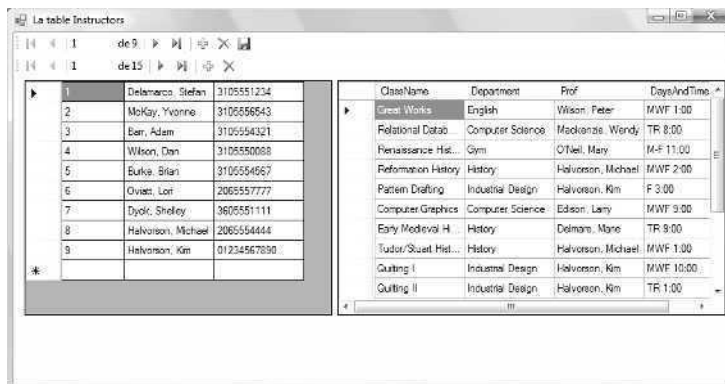 La table Instructors
1 de 9
1 de 15
1 Delamarco, Stefan 3105551234
2 McKay, Yvonne 3105556543
3 Barr, Adam 3105554321
4 Wilson, Dan 3105550088
5 Burke, Brian 3105554567
6 Oviatt, Lori 2065557777
7 Dyck, Shelley 3605551111
8 Halvorson, Michael 2065554444
9 Halvorson, Kim 01234567890
ClassName Department Prof DaysAndTime
Great Works English Wilson, Peter MWF 1:00
Relational Datab... Computer Science Mackenzie, Wendy TR 8:00
Renaissance Hist... Gym O'Neil, Mary M-F 11:00
Reformation History History Halvorson, Michael MWF 2:00
Pattern Drafting Industrial Design Halvorson, Kim F 3:00
Computer Graphics Computer Science Edison, Larry MWF 9:00
Early Medieval H... History Delmare, Marie TR 9:00
Tudor/Stuart Hist... History Halvorson, Michael MWF 1:00
Quilting I Industrial Design Halvorson, Kim MWF 10:00
Quilting II Industrial Design Halvorson, Kim TR 1:00